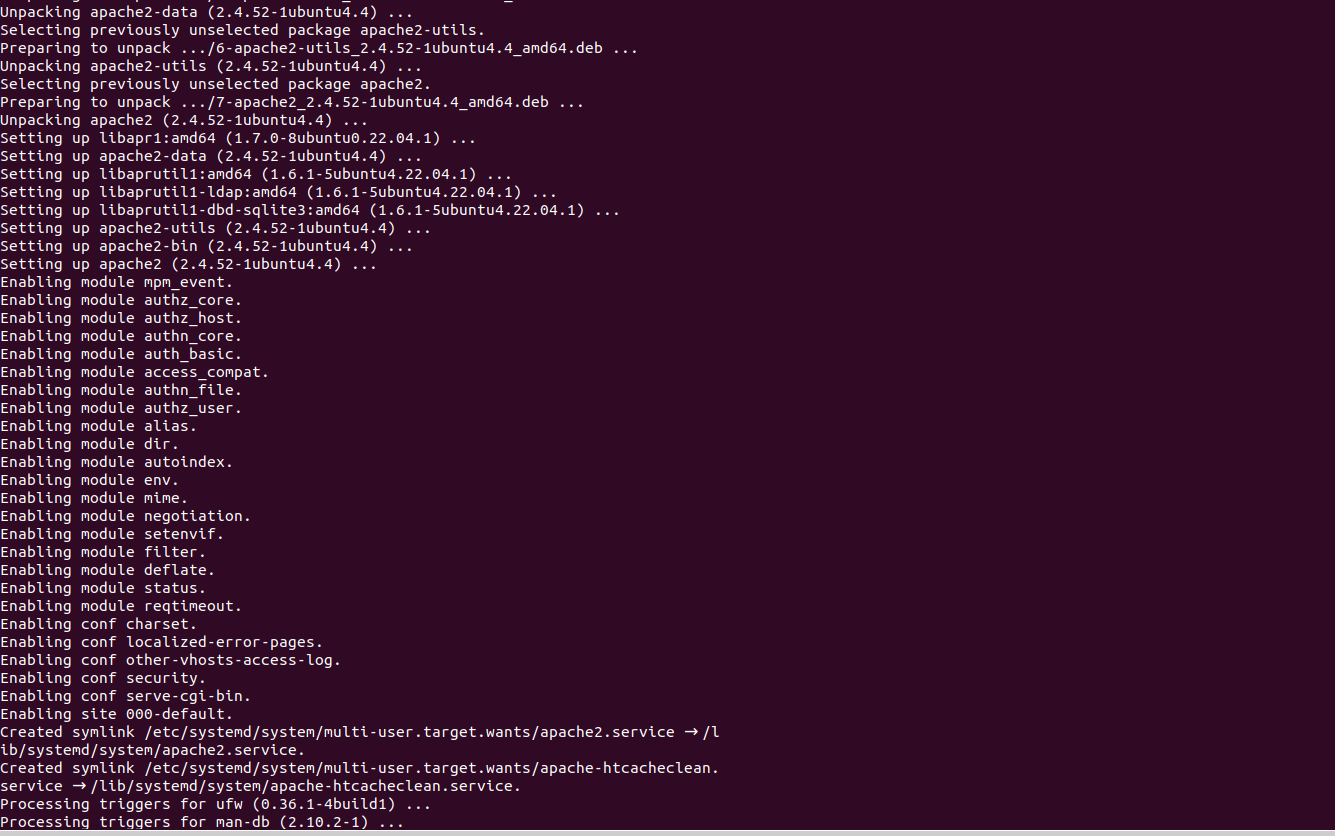 Unpacking apache2-data (2.4.52-1ubuntu4.4) ...
Selecting previously unselected package apache2-utils.
Preparing to unpack .../6-apache2-utils_2.4.52-1ubuntu4.4_amd64.deb ...
Unpacking apache2-utils (2.4.52-1ubuntu4.4) ...
Selecting previously unselected package apache2.
Preparing to unpack .../7-apache2_2.4.52-1ubuntu4.4_amd64.deb ...
Unpacking apache2 (2.4.52-1ubuntu4.4) ...
Setting up libapr1:amd64 (1.7.0-8ubuntu0.22.04.1) ...
Setting up apache2-data (2.4.52-1ubuntu4.4) ...
Setting up libaprutil1:amd64 (1.6.1-5ubuntu4.22.04.1) ...
Setting up libaprutil1-ldap:amd64 (1.6.1-5ubuntu4.22.04.1) ...
Setting up libaprutil1-dbd-sqlite3:amd64 (1.6.1-5ubuntu4.22.04.1) ...
Setting up apache2-utils (2.4.52-1ubuntu4.4) ...
Setting up apache2-bin (2.4.52-1ubuntu4.4) ...
Setting up apache2 (2.4.52-1ubuntu4.4) ...
Enabling module mpm_event.
Enabling module authz_core.
Enabling module authz_host.
Enabling module authn_core.
Enabling module auth_basic.
Enabling module access_compat.
Enabling module authn_file.
Enabling module authz_user.
Enabling module alias.
Enabling module dir.
Enabling module autoindex.
Enabling module env.
Enabling module mime.
Enabling module negotiation.
Enabling module setenvif.
Enabling module filter.
Enabling module deflate.
Enabling module status.
Enabling module reqtimeout.
Enabling conf charset.
Enabling conf localized-error-pages.
Enabling conf other-vhosts-access-log.
Enabling conf security.
Enabling conf serve-cgi-bin.
Enabling site 000-default.
Created symlink /etc/systemd/system/multi-user.target.wants/apache2.service → /l
ib/systemd/system/apache2.service.
Created symlink /etc/systemd/system/multi-user.target.wants/apache-htcacheclean.
service → /lib/systemd/system/apache-htcacheclean.service.
Processing triggers for ufw (0.36.1-4build1) ...
Processing triggers for man-db (2.10.2-1) ...